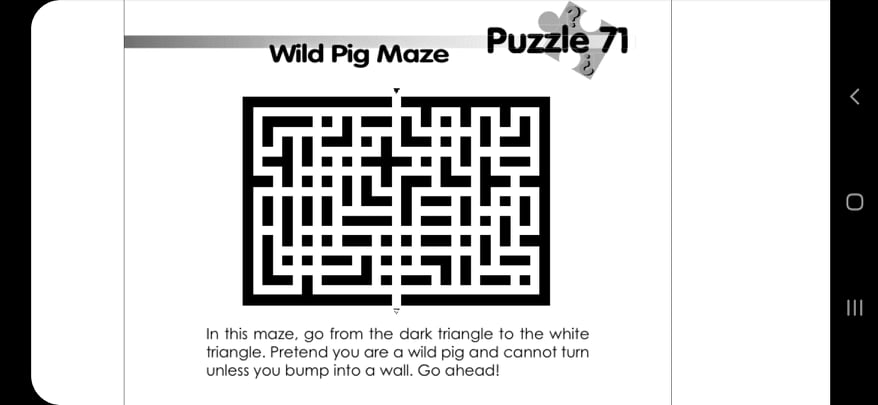 Wild Pig Maze
Puzzle 71
?
?
In this maze, go from the dark triangle to the white
triangle. Pretend you are a wild pig and cannot turn
unless you bump into a wall. Go ahead!